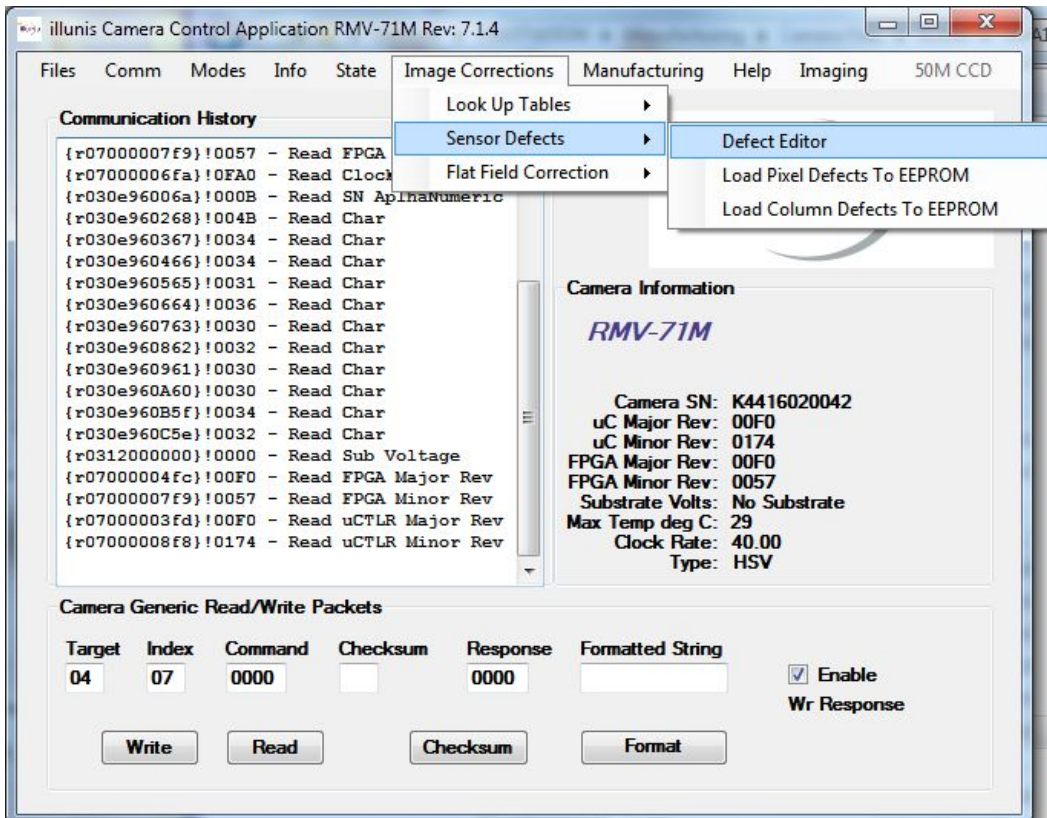 illunis Camera Control Application RMV-71M Rev: 7.1.4
Files Comm Modes Info State Image Corrections Manufacturing Help Imaging 50M CCD
Look Up Tables
Sensor Defects
Flat Field Correction
Defect Editor
Load Pixel Defects To EEPROM
Load Column Defects To EEPROM
Communication History
{r07000007f9}!0057 - Read FPGA
{r07000006fa}!0FA0 - Read Clock
{r030e96006a}!000B - Read SN AplhaNumeric
{r030e960268}!004B - Read Char
{r030e960367}!0034 - Read Char
{r030e960466}!0034 - Read Char
{r030e960565}!0031 - Read Char
{r030e960664}!0036 - Read Char
{r030e960763}!0030 - Read Char
{r030e960862}!0032 - Read Char
{r030e960961}!0030 - Read Char
{r030e960A60}!0030 - Read Char
{r030e960B5f}!0034 - Read Char
{r030e960C5e}!0032 - Read Char
{r0312000000}!0000 - Read Sub Voltage
{r07000004fc}!00F0 - Read FPGA Major Rev
{r07000007f9}!0057 - Read FPGA Minor Rev
{r07000003fd}!00F0 - Read uCTLR Major Rev
{r07000008f8}!0174 - Read uCTLR Minor Rev
Camera Information
RMV-71M
Camera SN: K4416020042
uC Major Rev: 00F0
uC Minor Rev: 0174
FPGA Major Rev: 00F0
FPGA Minor Rev: 0057
Substrate Volts: No Substrate
Max Temp deg C: 29
Clock Rate: 40.00
Type: HSV
Camera Generic Read/Write Packets
Target Index Command Checksum Response Formatted String
04 07 0000 0000
Enable
Wr Response
Write Read Checksum Format